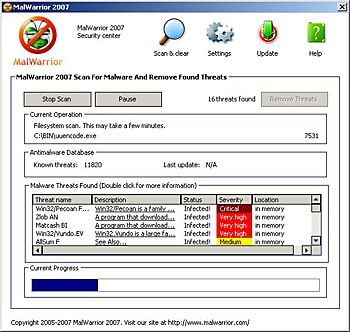 MalWarrior 2007
MalWarrior 2007
Security center
MalWarrior
Scan & clear
Settings
Update
Help
MalWarrior 2007 Scan For Malware And Remove Found Threats
Stop Scan
Pause
16 threats found
Remove Threats
Current Operation
Filesystem scan. This may take a few minutes.
C:\BIN\uuencode.exe 7531
Antimalware Database
Known threats: 11820 Last update: N/A
Malware Threats Found (Double click for more information)
Threat name Description Status Severity Location
Win32/Pecoan F... Win32/Pecoan is a family ... Infected! Critical in memory
Zlob AN A program that download... Infected! Very high in memory
Matcash BI A program that download... Infected! Very high in memory
Win32/Vundo.EV Win32.Vundo is a large fa... Infected! Very high in memory
AllSum F See Also... Infected! Medium in memory
Current Progress
Copyright 2005-2007 MalWarrior 2007. Visit our site at http://www.malwarrior.com/